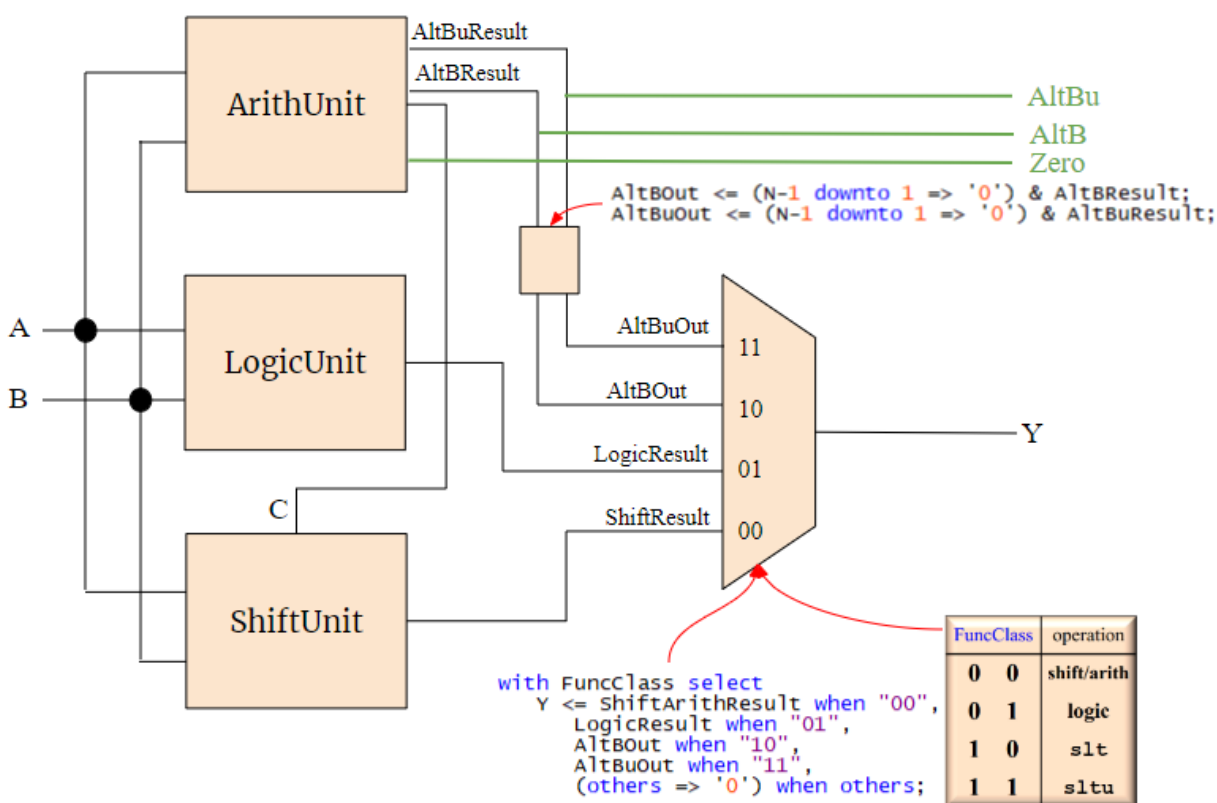 AltBuResult
AltBResult
ArithUnit
AltBu
AltB
Zero
AltBOut <= (N-1 downto 1 => '0') & AltBResult;
AltBuOut <= (N-1 downto 1 => '0') & AltBuResult;
A
B
LogicUnit
AltBuOut
11
AltBOut
10
Y
LogicResult
01
C
ShiftResult
00
ShiftUnit
with FuncClass select
Y <= ShiftArithResult when "00",
LogicResult when "01",
AltBOut when "10",
AltBuOut when "11",
(others => '0') when others;
FuncClass operation
0 0 shift/arith
0 1 logic
1 0 slt
1 1 sltu